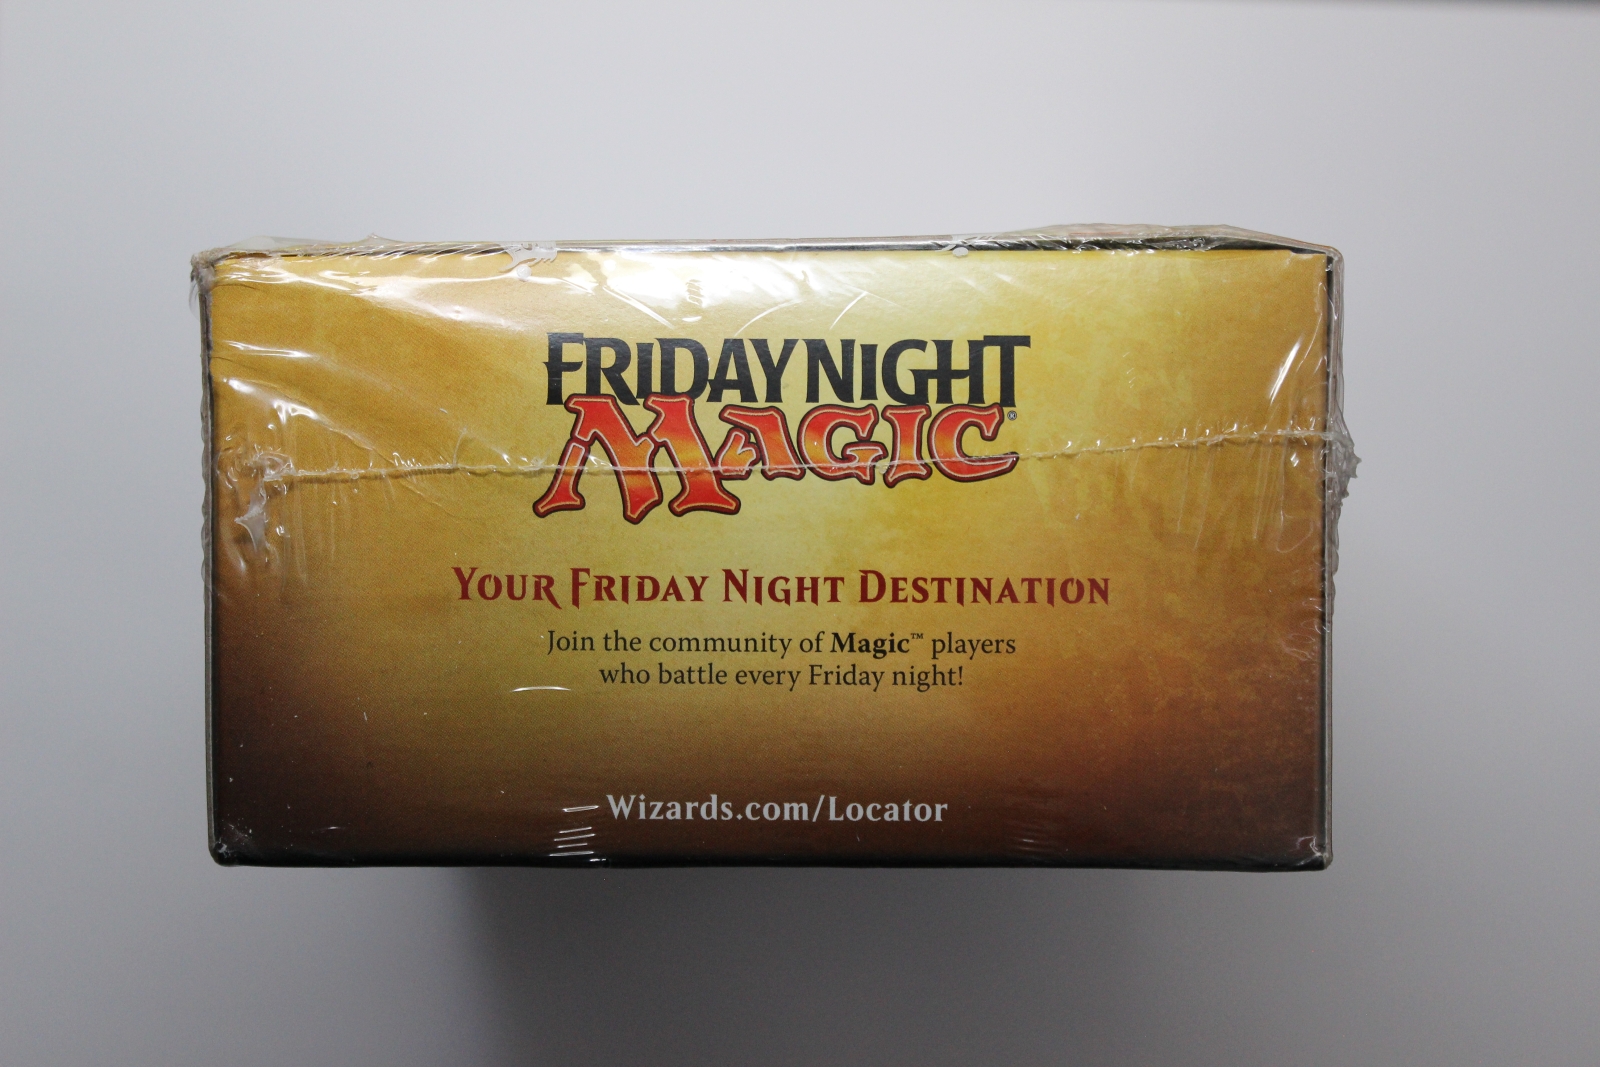 FRIDAY NIGHT
MAGIC®
YOUR FRIDAY NIGHT DESTINATION
Join the community of Magic™ players
who battle every Friday night!
Wizards.com/Locator